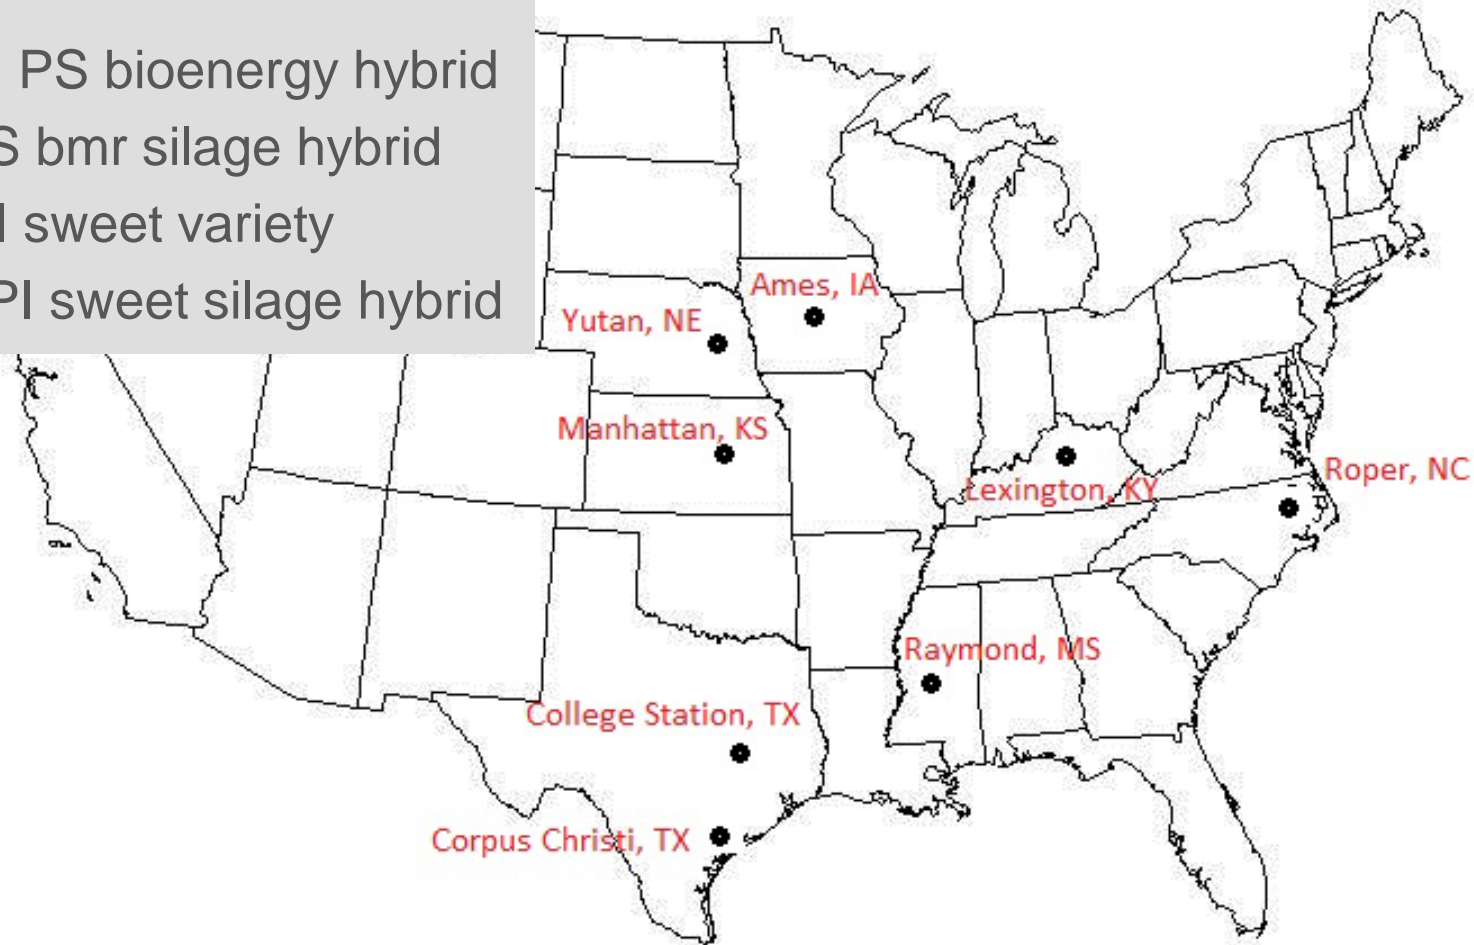 PS bioenergy hybrid
S bmr silage hybrid
sweet variety
PI sweet silage hybrid
Ames, IA
Yutan, NE
Manhattan, KS
Lexington, KY
Roper, NC
Raymond, MS
College Station, TX
Corpus Christi, TX